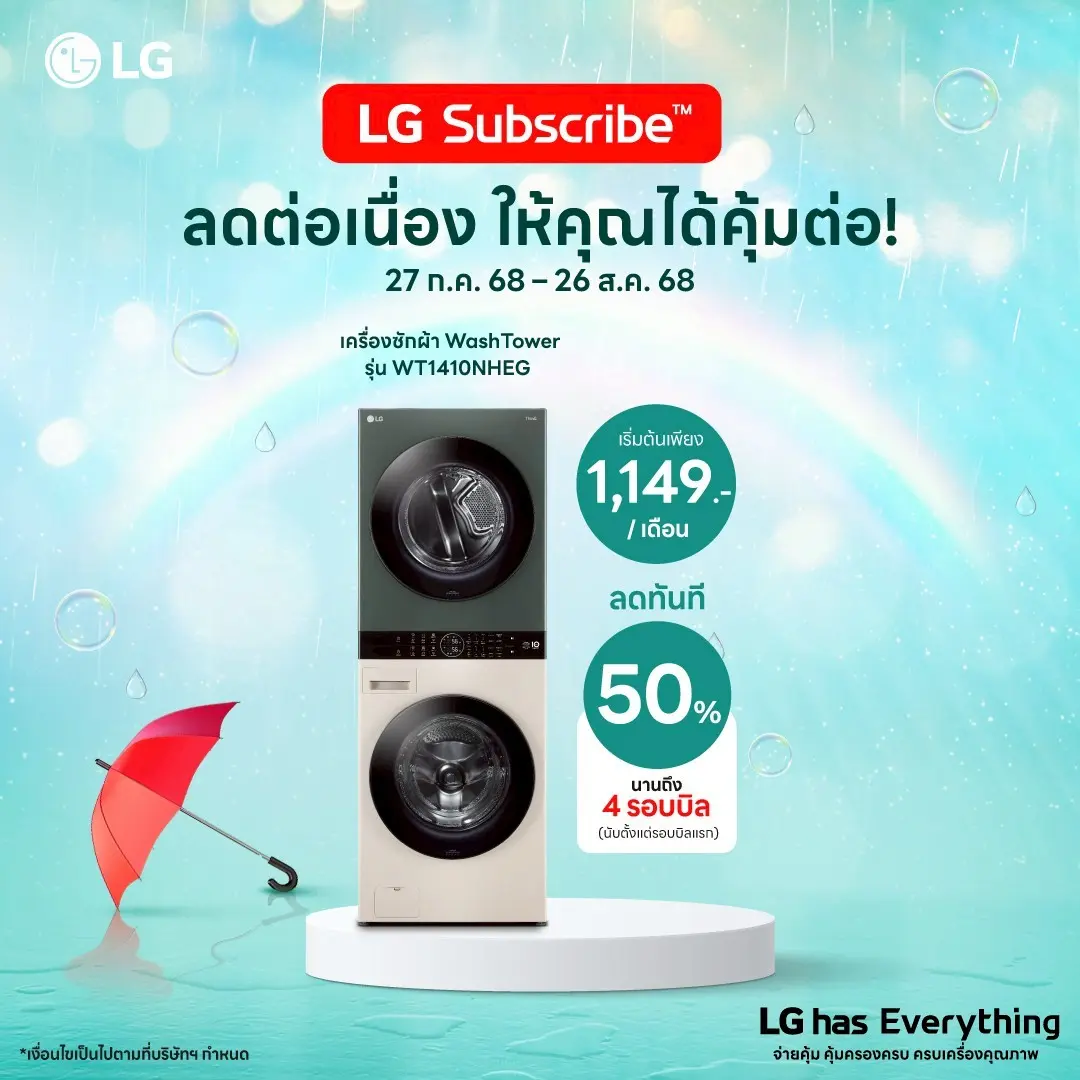 LG
LG Subscribe™
ลดต่อเนื่อง ให้คุณได้คุ้มต่อ!
27 ก.ค. 68 – 26 ส.ค. 68
เครื่องซักผ้า WashTower
รุ่น WT1410NHEG
LG
เริ่มต้นเพียง
1,149.-
/ เดือน
ลดทันที
50%
นานถึง
4 รอบบิล
(นับตั้งแต่รอบบิลแรก)
LG has Everything
จ่ายคุ้ม คุ้มครองครบ ครบเครื่องคุณภาพ
*เงื่อนไขเป็นไปตามที่บริษัทฯ กำหนด